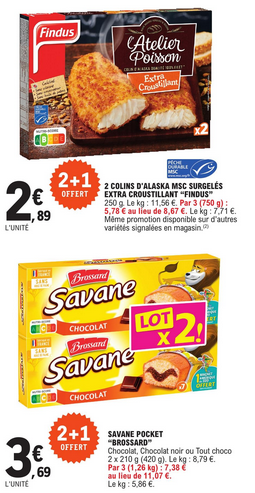 Findus
l'Atelier
Poisson
COLIN D'ALASKA QUALITÉ 100% FILET
Extra
Croustillant
x2
PÊCHE
DURABLE
MSC
2+1
OFFERT
2 €
,89
L'UNITÉ
2 COLINS D'ALASKA MSC SURGELÉS
EXTRA CROUSTILLANT "FINDUS"
250 g. Le kg : 11,56 €. Par 3 (750 g) :
5,78 € au lieu de 8,67 €. Le kg : 7,71 €.
Même promotion disponible sur d'autres
variétés signalées en magasin.(2)
Brossard
Savane
CHOCOLAT
LOT
x2!
Brossard
Savane
CHOCOLAT
2+1
OFFERT
3 €
,69
L'UNITÉ
SAVANE POCKET
"BROSSARD"
Chocolat, Chocolat noir ou Tout choco
2 x 210 g (420 g). Le kg : 8,79 €.
Par 3 (1,26 kg) : 7,38 €
au lieu de 11,07 €.
Le kg : 5,86 €.